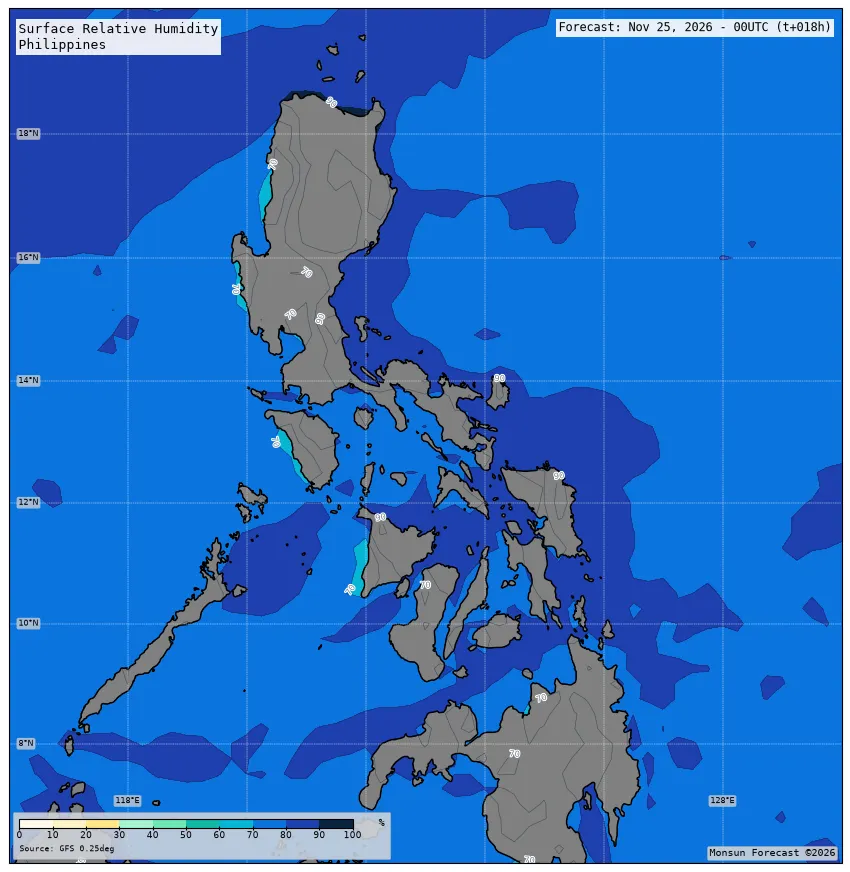 Surface Relative Humidity
Philippines
Forecast: Nov 25, 2026 - 00UTC (t+018h)
90
18°N
70
16°N
70
70
70
90
14°N
90
70
90
12°N
90
70
70
10°N
70
8°N
70
118°E
128°E
%
0 10 20 30 40 50 60 70 80 90 100
Source: GFS 0.25deg
Monsun Forecast ©2026
70